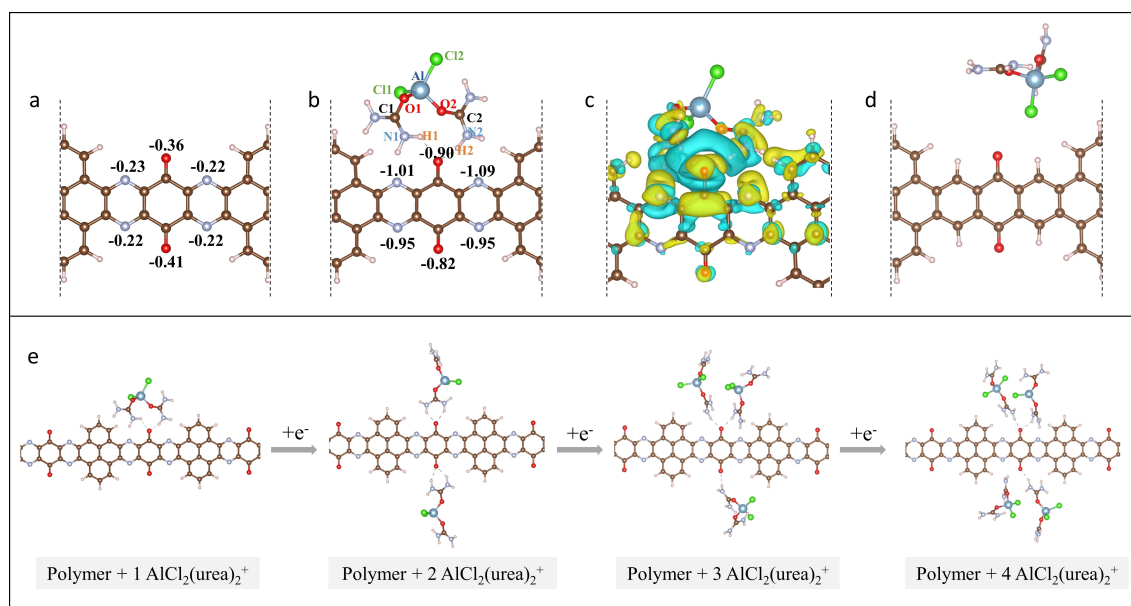 a
-0.36
-0.23 -0.22
-0.22 -0.22
-0.41
b
Cl2
Al
Cl1
O1 O2
C1 C2
N1 N2
H1
H2
-0.90
-1.01 -1.09
-0.95 -0.95
-0.82
c
d
e
+e⁻ +e⁻ +e⁻
Polymer + 1 AlCl₂(urea)₂⁺ Polymer + 2 AlCl₂(urea)₂⁺ Polymer + 3 AlCl₂(urea)₂⁺ Polymer + 4 AlCl₂(urea)₂⁺